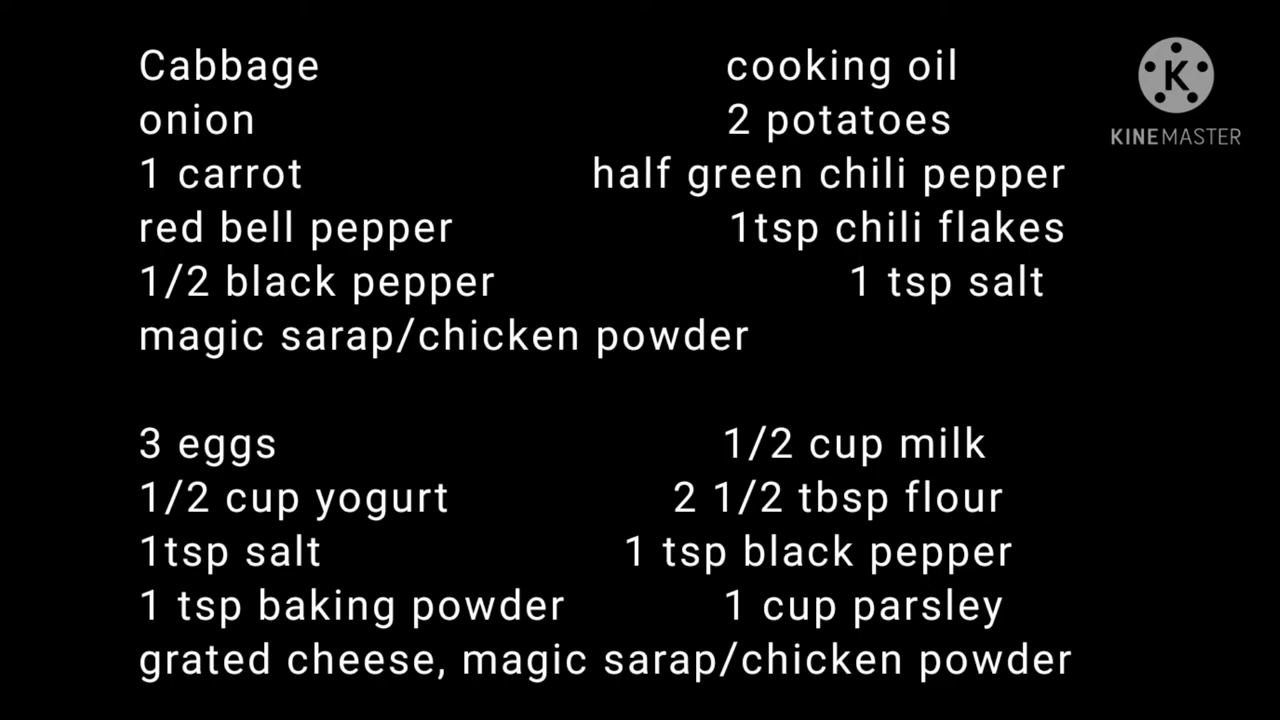 Cabbage cooking oil
onion 2 potatoes
1 carrot half green chili pepper
red bell pepper 1tsp chili flakes
1/2 black pepper 1 tsp salt
magic sarap/chicken powder
3 eggs 1/2 cup milk
1/2 cup yogurt 2 1/2 tbsp flour
1tsp salt 1 tsp black pepper
1 tsp baking powder 1 cup parsley
grated cheese, magic sarap/chicken powder
K
KINEMASTER